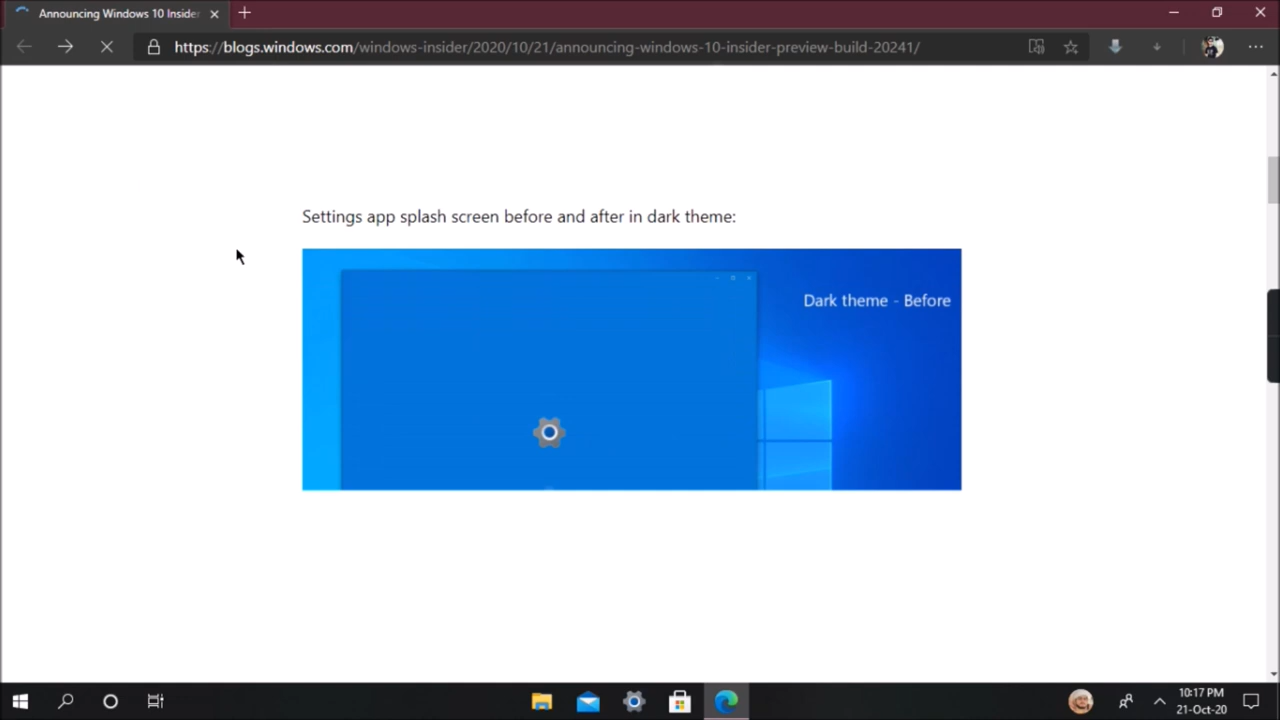 Announcing Windows 10 Inside
https://blogs.windows.com/windows-insider/2020/10/21/announcing-windows-10-insider-preview-build-20241/
Settings app splash screen before and after in dark theme:
Dark theme - Before
10:17 PM
21-Oct-20